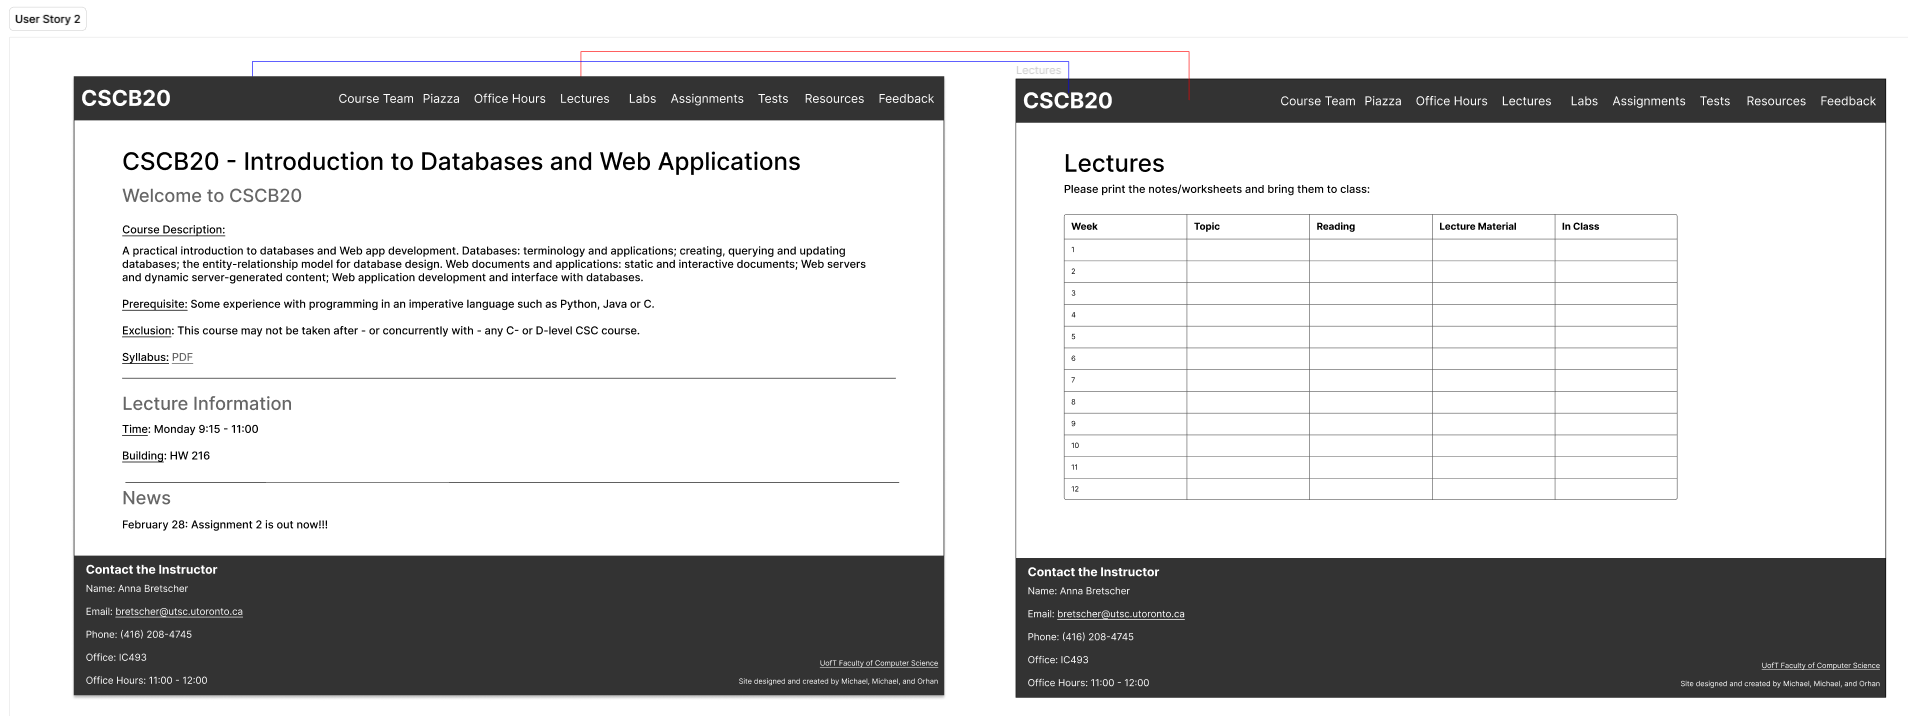 User Story 2
CSCB20
Course Team Piazza Office Hours Lectures Labs Assignments Tests Resources Feedback
CSCB20 - Introduction to Databases and Web Applications
Welcome to CSCB20
Course Description:
A practical introduction to databases and Web app development. Databases: terminology and applications; creating, querying and updating
databases; the entity-relationship model for database design. Web documents and applications: static and interactive documents; Web servers
and dynamic server-generated content; Web application development and interface with databases.
Prerequisite: Some experience with programming in an imperative language such as Python, Java or C.
Exclusion: This course may not be taken after - or concurrently with - any C- or D-level CSC course.
Syllabus: PDF
Lecture Information
Time: Monday 9:15 - 11:00
Building: HW 216
News
February 28: Assignment 2 is out now!!!
Contact the Instructor
Name: Anna Bretscher
Email: bretscher@utsc.utoronto.ca
Phone: (416) 208-4745
Office: IC493
Office Hours: 11:00 - 12:00
UofT Faculty of Computer Science
Site designed and created by Michael, Michael, and Orhan
Lectures
CSCB20
Course Team Piazza Office Hours Lectures Labs Assignments Tests Resources Feedback
Lectures
Please print the notes/worksheets and bring them to class:
Week Topic Reading Lecture Material In Class
1
2
3
4
5
6
7
8
9
10
11
12
Contact the Instructor
Name: Anna Bretscher
Email: bretscher@utsc.utoronto.ca
Phone: (416) 208-4745
Office: IC493
Office Hours: 11:00 - 12:00
UofT Faculty of Computer Science
Site designed and created by Michael, Michael, and Orhan